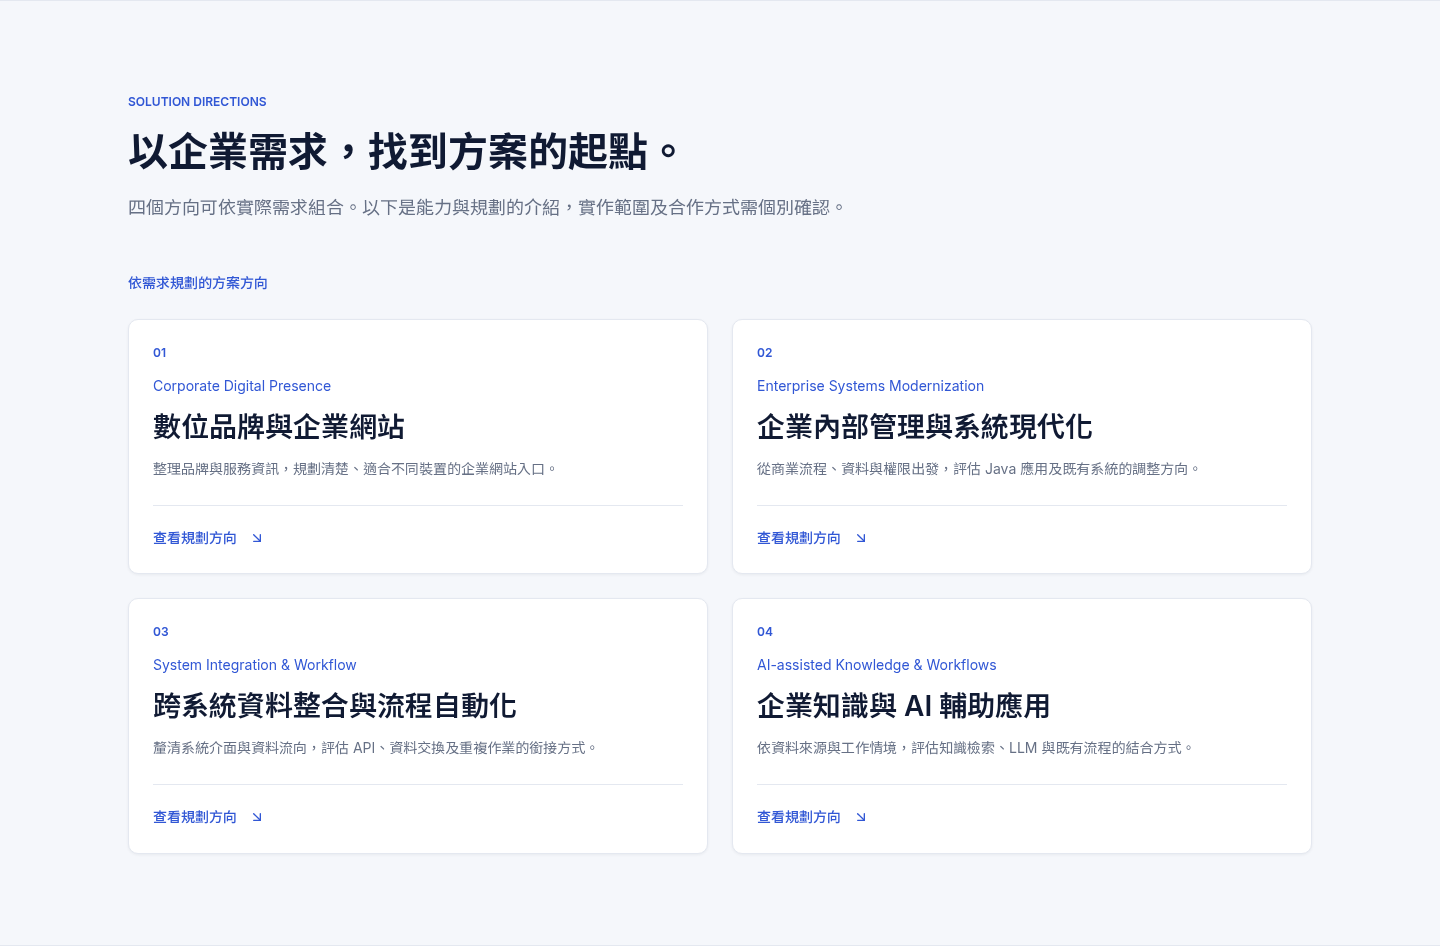 SOLUTION DIRECTIONS
以企業需求，找到方案的起點。
四個方向可依實際需求組合。以下是能力與規劃的介紹，實作範圍及合作方式需個別確認。
依需求規劃的方案方向
01
Corporate Digital Presence
數位品牌與企業網站
整理品牌與服務資訊，規劃清楚、適合不同裝置的企業網站入口。
查看規劃方向 ↘
02
Enterprise Systems Modernization
企業內部管理與系統現代化
從商業流程、資料與權限出發，評估 Java 應用及既有系統的調整方向。
查看規劃方向 ↘
03
System Integration & Workflow
跨系統資料整合與流程自動化
釐清系統介面與資料流向，評估 API、資料交換及重複作業的銜接方式。
查看規劃方向 ↘
04
AI-assisted Knowledge & Workflows
企業知識與 AI 輔助應用
依資料來源與工作情境，評估知識檢索、LLM 與既有流程的結合方式。
查看規劃方向 ↘